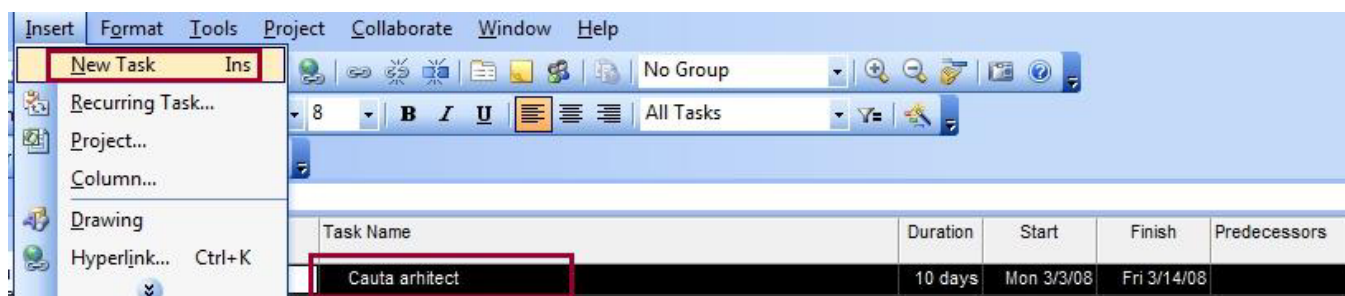 Insert Format Tools Project Collaborate Window Help
New Task Ins
No Group
Recurring Task...
8 B I U All Tasks
Project...
Column...
Drawing
Task Name Duration Start Finish Predecessors
Hyperlink... Ctrl+K
Cauta arhitect 10 days Mon 3/3/08 Fri 3/14/08